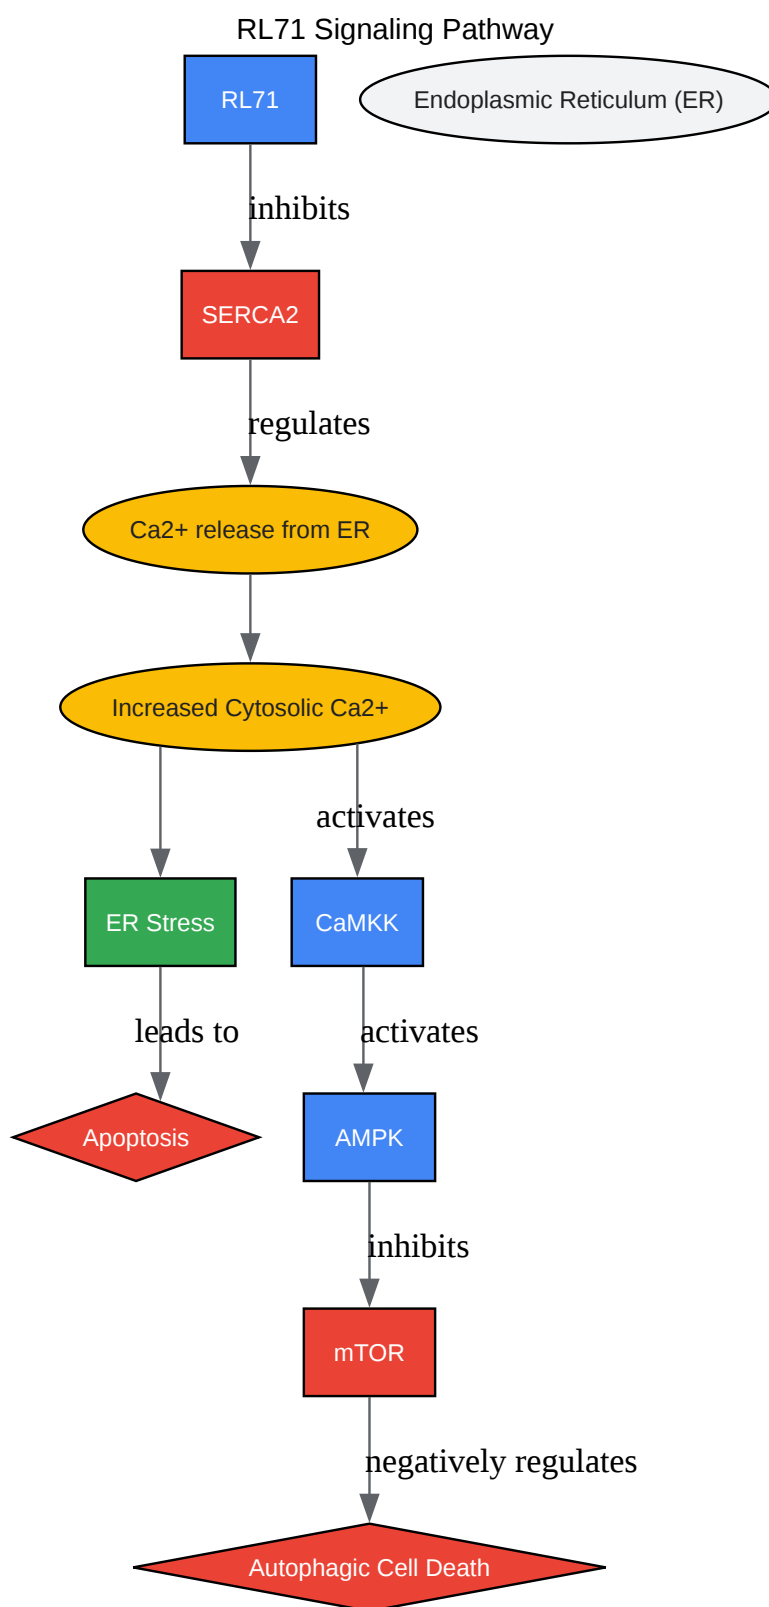 RL71 Signaling Pathway
RL71
Endoplasmic Reticulum (ER)
inhibits
SERCA2
regulates
Ca2+ release from ER
Increased Cytosolic Ca2+
activates
ER Stress
CaMKK
leads to
activates
Apoptosis
AMPK
inhibits
mTOR
negatively regulates
Autophagic Cell Death